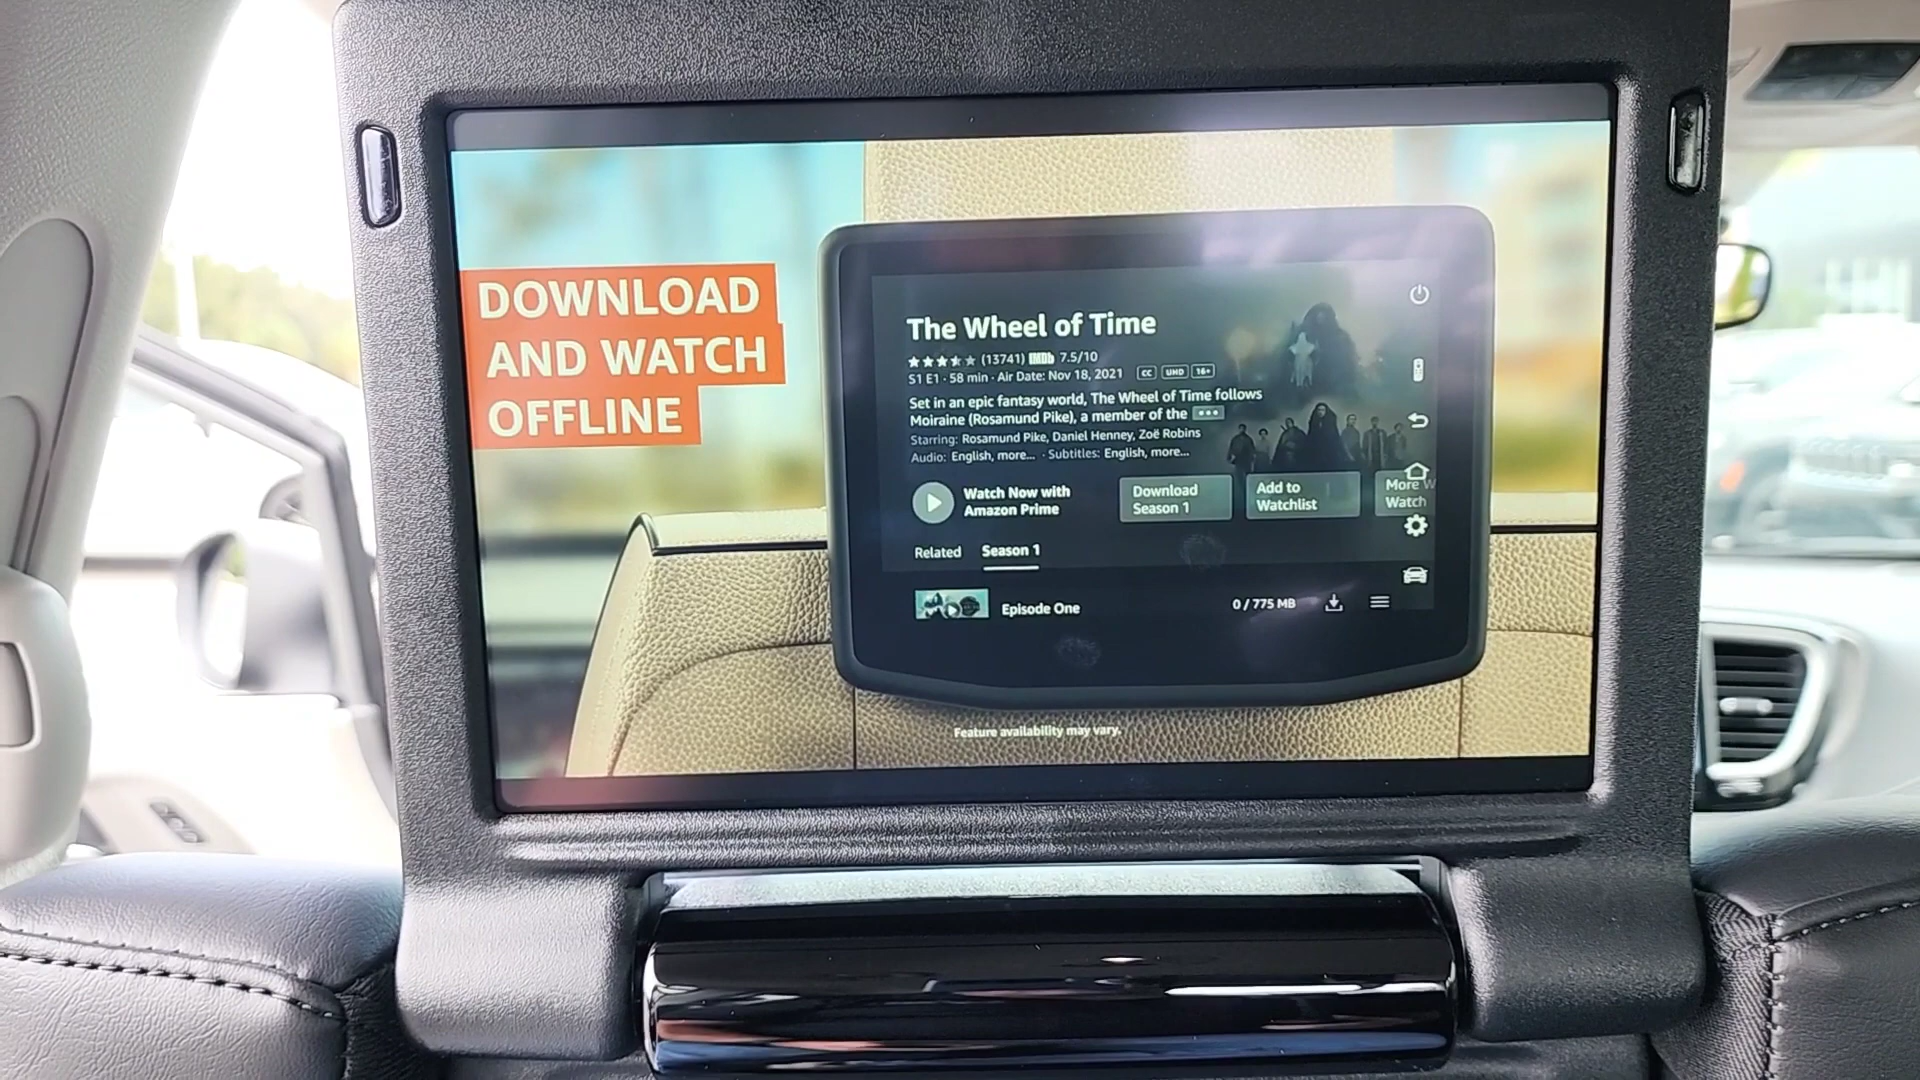 DOWNLOAD
AND WATCH
OFFLINE
The Wheel of Time
(13741) IMDb 7.5/10
S1 E1 · 58 min · Air Date: Nov 18, 2021 CC UHD 16+
Set in an epic fantasy world, The Wheel of Time follows
Moiraine (Rosamund Pike), a member of the •••
Starring: Rosamund Pike, Daniel Henney, Zoë Robins
Audio: English, more... · Subtitles: English, more...
Watch Now with
Amazon Prime
Download
Season 1
Add to
Watchlist
More W
Watch
Related Season 1
Episode One 0 / 775 MB
Feature availability may vary.